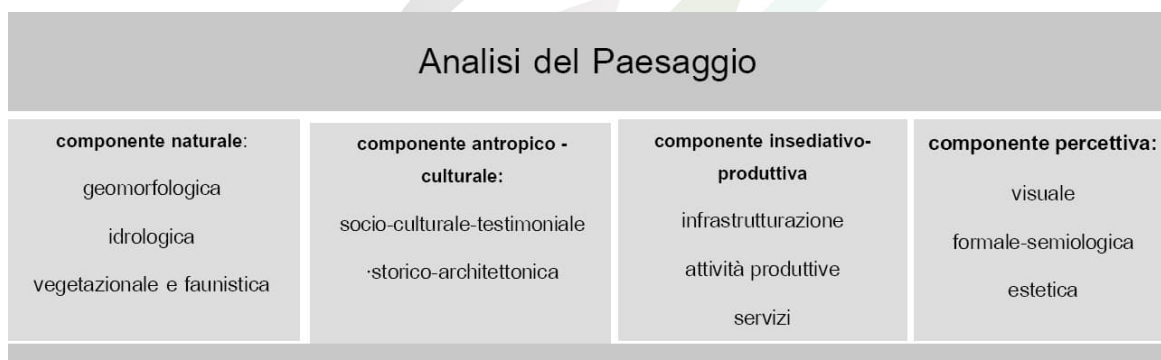 Analisi del Paesaggio
componente naturale:
geomorfologica
idrologica
vegetazionale e faunistica
componente antropico -
culturale:
socio-culturale-testimoniale
·storico-architettonica
componente insediativo-
produttiva
infrastrutturazione
attività produttive
servizi
componente percettiva:
visuale
formale-semiologica
estetica